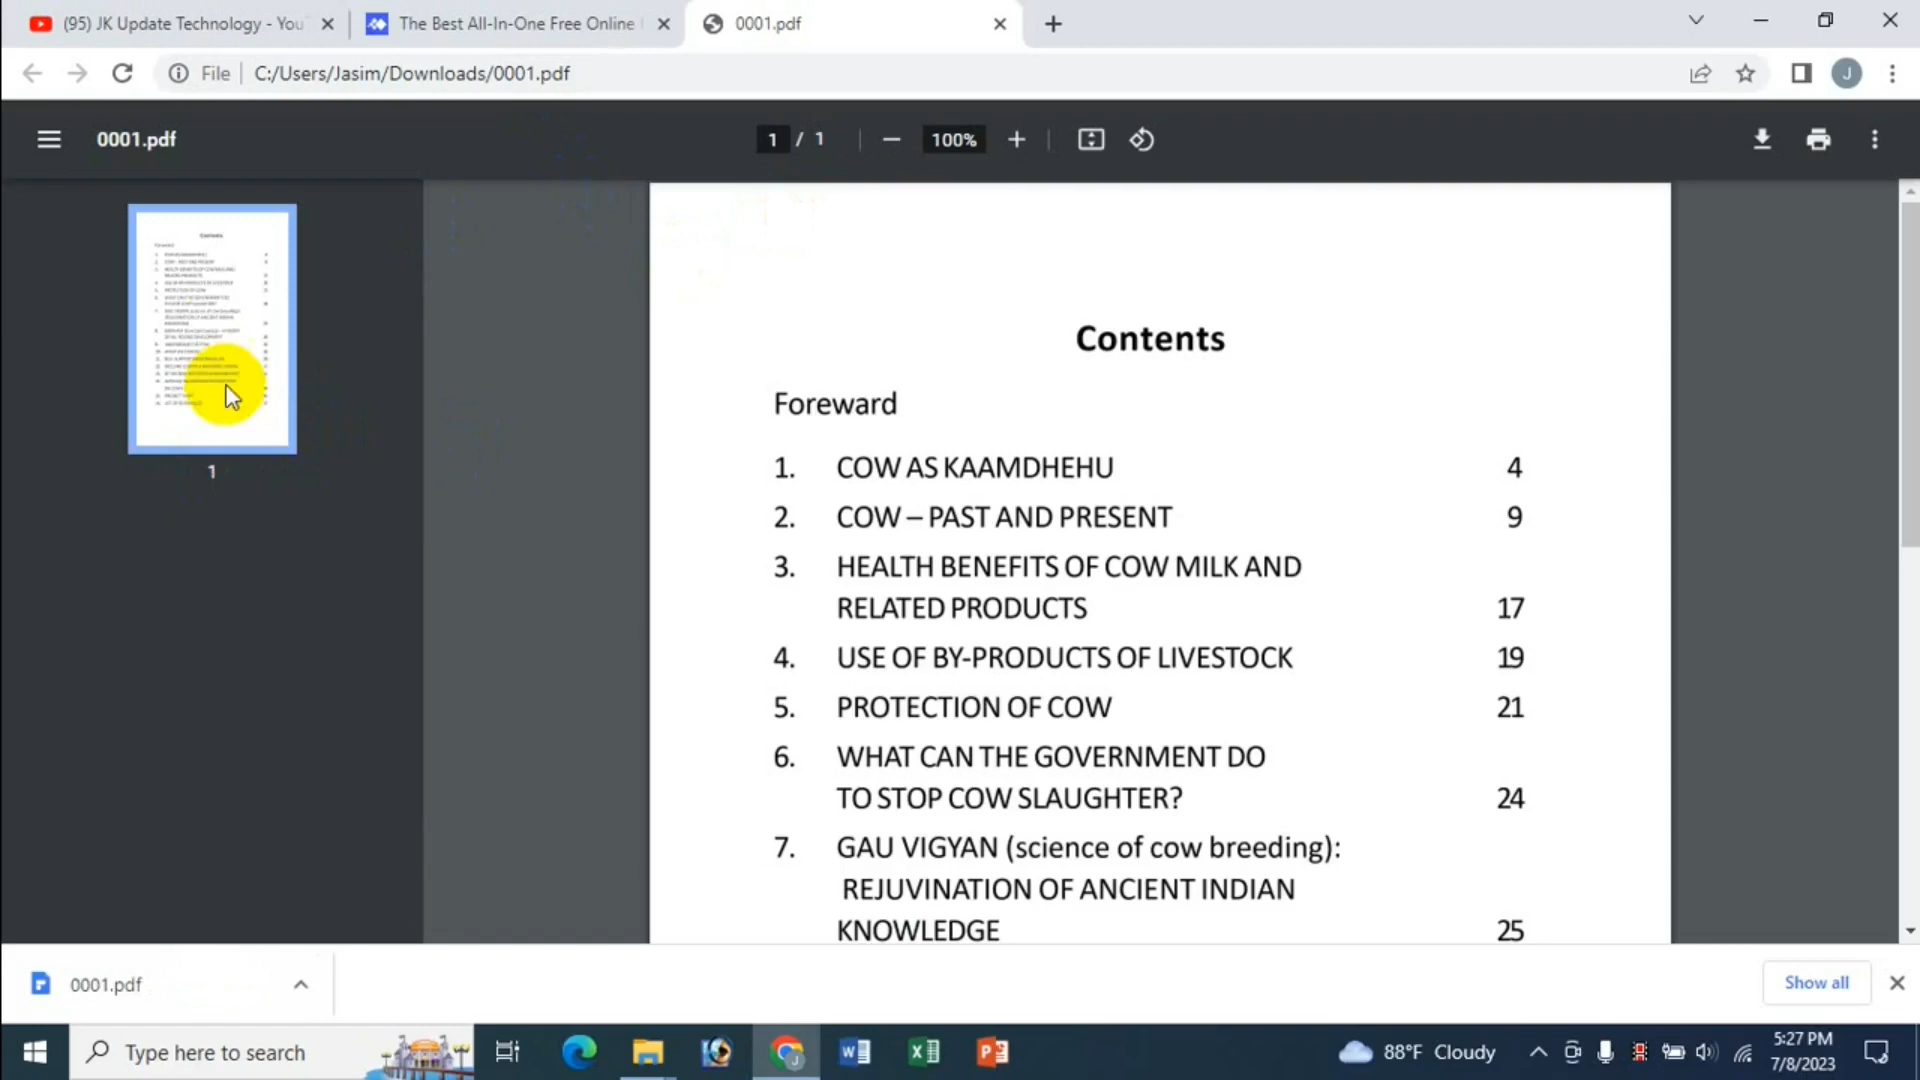 (95) JK Update Technology - You
The Best All-In-One Free Online
0001.pdf
File
C:/Users/Jasim/Downloads/0001.pdf
J
0001.pdf
1 / 1
100%
Contents
1
Contents
Foreward
1. COW AS KAAMDHEHU 4
2. COW – PAST AND PRESENT 9
3. HEALTH BENEFITS OF COW MILK AND
RELATED PRODUCTS 17
4. USE OF BY-PRODUCTS OF LIVESTOCK 19
5. PROTECTION OF COW 21
6. WHAT CAN THE GOVERNMENT DO
TO STOP COW SLAUGHTER? 24
7. GAU VIGYAN (science of cow breeding):
REJUVINATION OF ANCIENT INDIAN
KNOWLEDGE 25
0001.pdf
Show all
Type here to search
88°F Cloudy
5:27 PM
7/8/2023